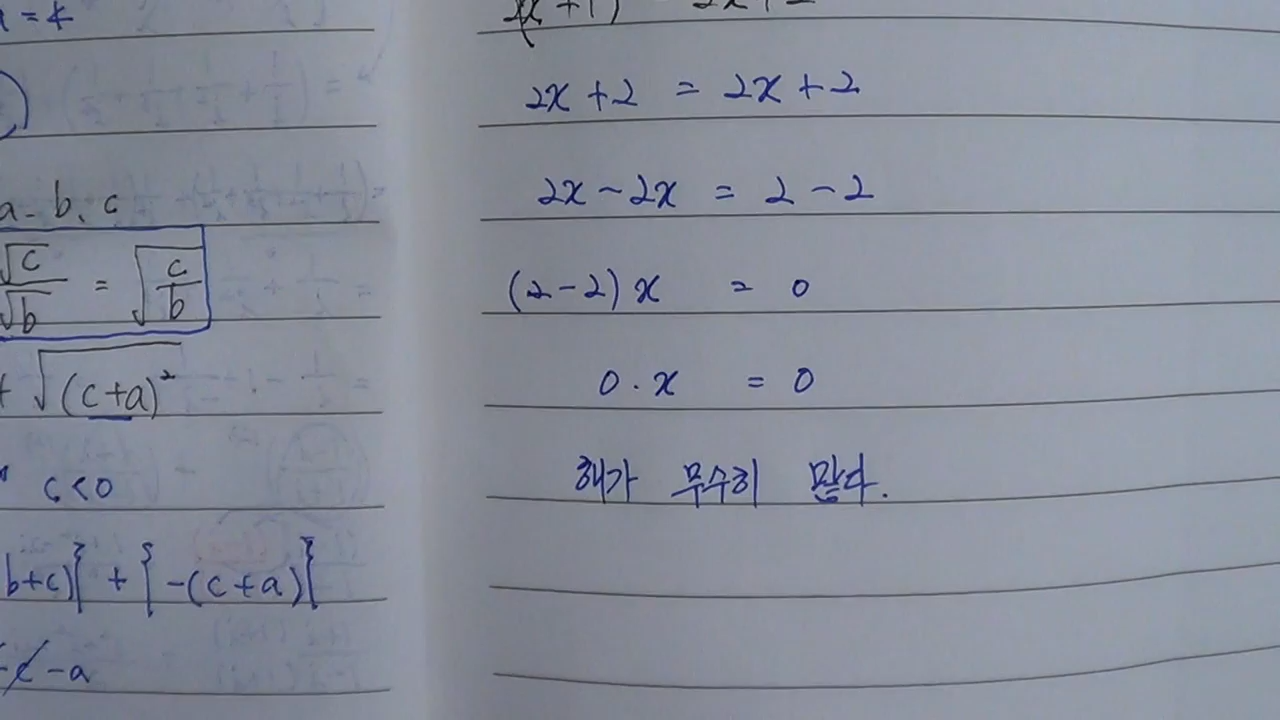 a - b, c
√c/√b = √(c/b)
+ √(c+a)²
c < 0
b+c)} + {-(c+a)}
-c -a
2x + 2 = 2x + 2
2x - 2x = 2 - 2
(2-2)x = 0
0 · x = 0
해가 무수히 많다.